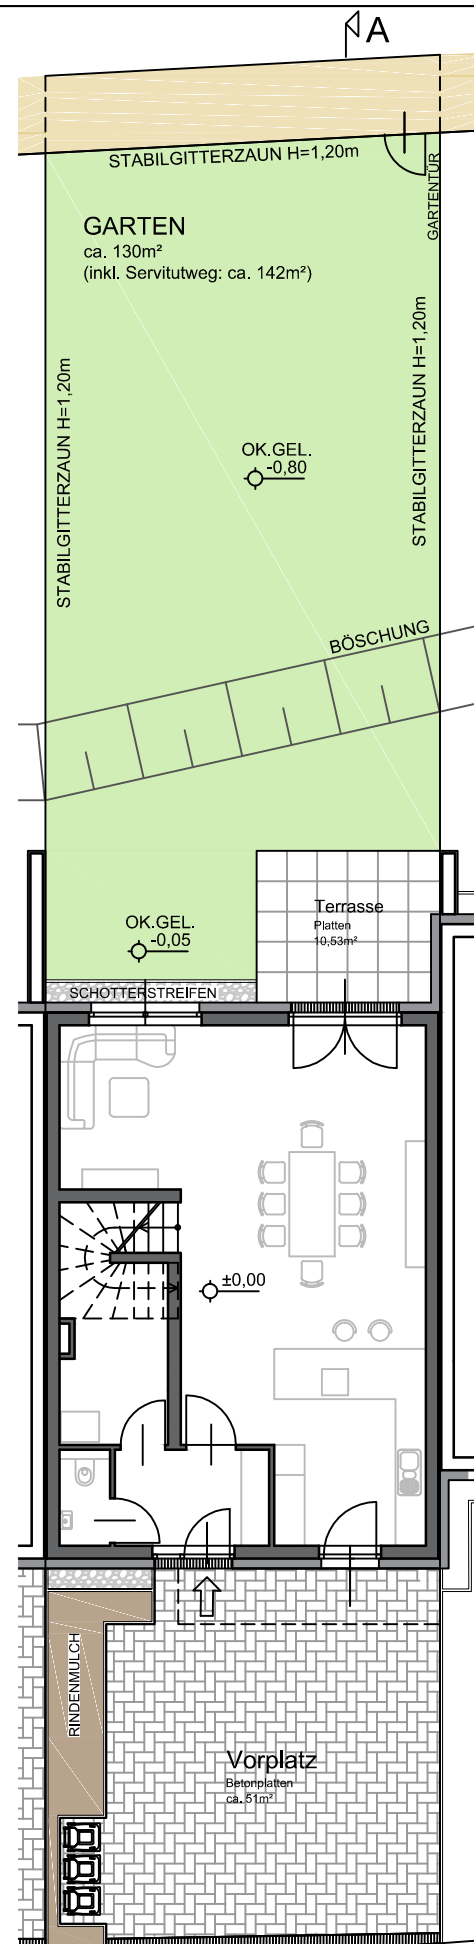 A
STABILGITTERZAUN H=1,20m
GARTENTÜR
GARTEN
ca. 130m²
(inkl. Servitutweg: ca. 142m²)
STABILGITTERZAUN H=1,20m
STABILGITTERZAUN H=1,20m
OK.GEL.
-0,80
BÖSCHUNG
Terrasse
Platten
10,53m²
OK.GEL.
-0,05
SCHOTTERSTREIFEN
±0,00
RINDENMULCH
Vorplatz
Betonplatten
ca. 51m²